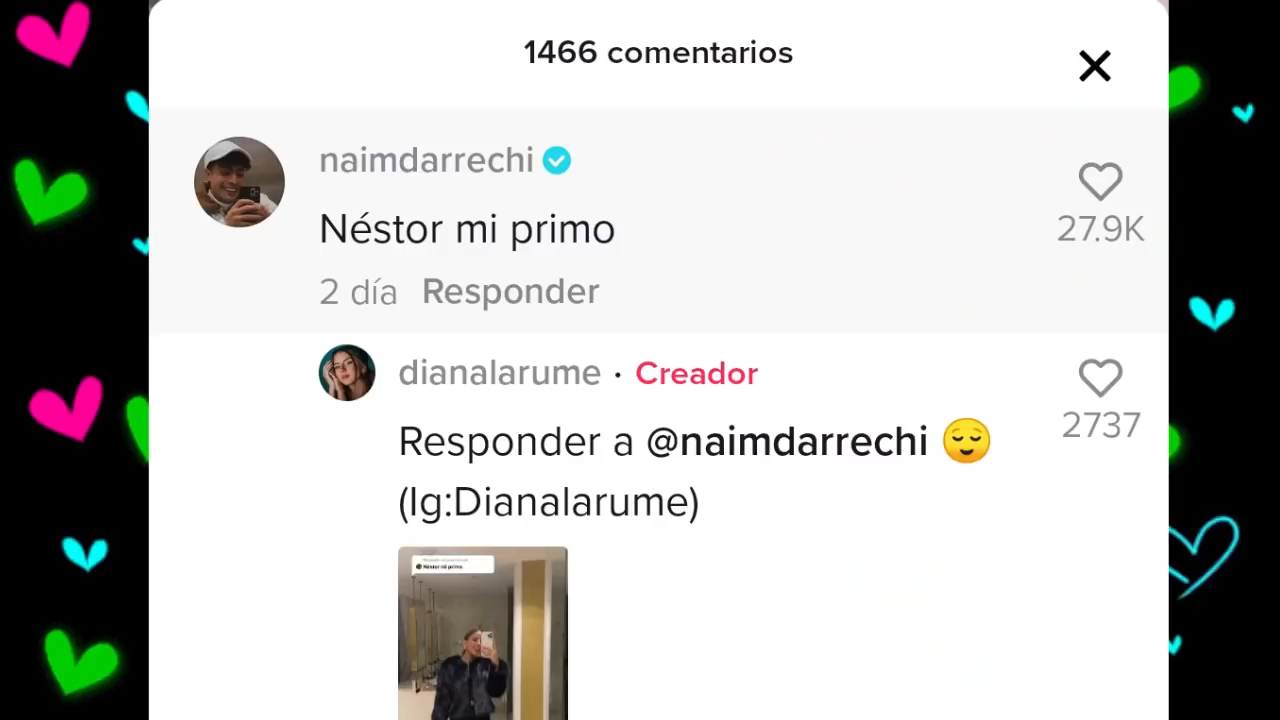 1466 comentarios
naimdarrechi
Néstor mi primo
27.9K
2 día Responder
dianalarume · Creador
Responder a @naimdarrechi 😌
2737
(Ig:Dianalarume)
Néstor mi primo